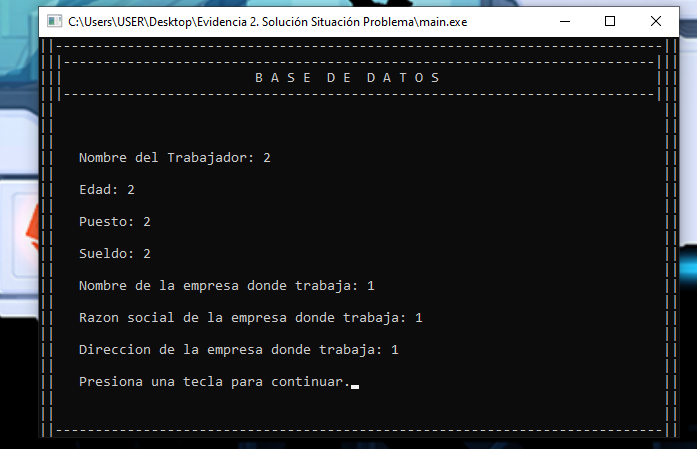 C:\Users\USER\Desktop\Evidencia 2. Solución Situación Problema\main.exe
B A S E  D E  D A T O S
Nombre del Trabajador: 2
Edad: 2
Puesto: 2
Sueldo: 2
Nombre de la empresa donde trabaja: 1
Razon social de la empresa donde trabaja: 1
Direccion de la empresa donde trabaja: 1
Presiona una tecla para continuar.